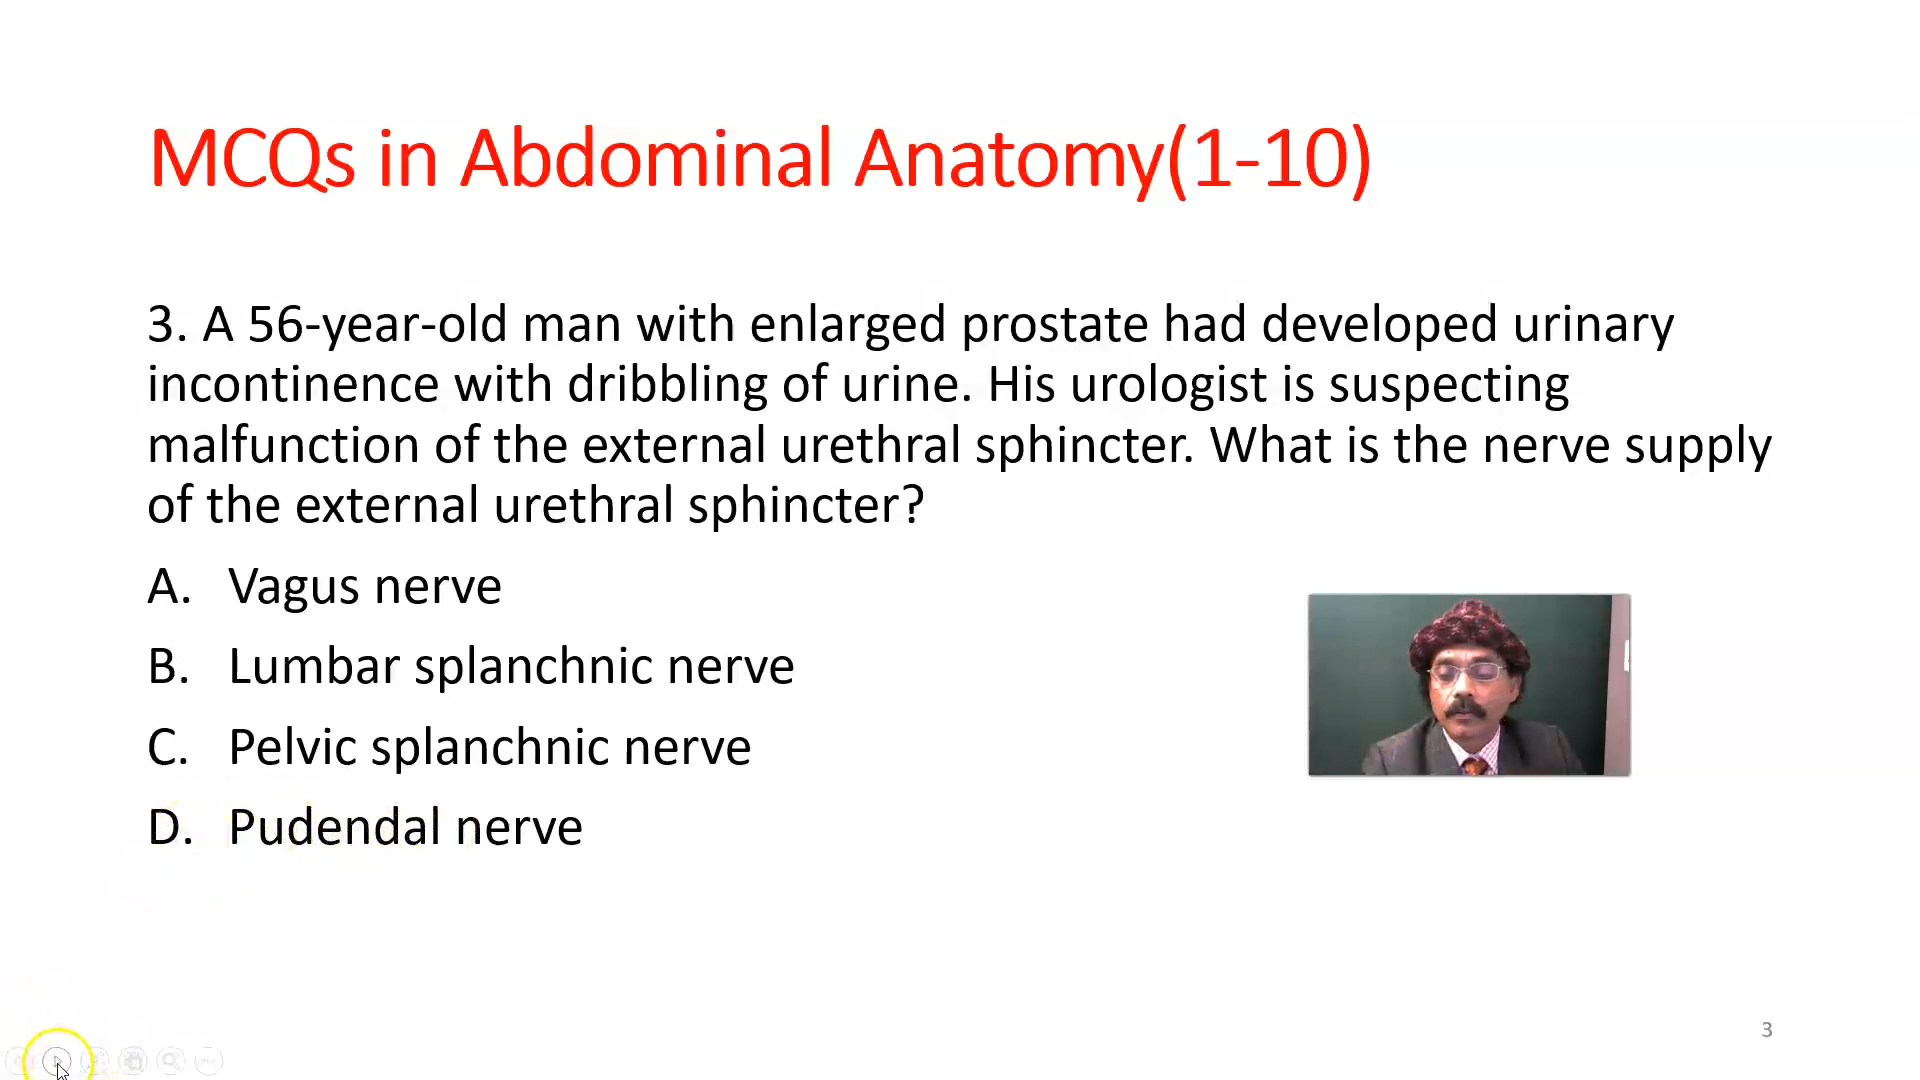 MCQs in Abdominal Anatomy(1-10)
3. A 56-year-old man with enlarged prostate had developed urinary
incontinence with dribbling of urine. His urologist is suspecting
malfunction of the external urethral sphincter. What is the nerve supply
of the external urethral sphincter?
A. Vagus nerve
B. Lumbar splanchnic nerve
C. Pelvic splanchnic nerve
D. Pudendal nerve
3